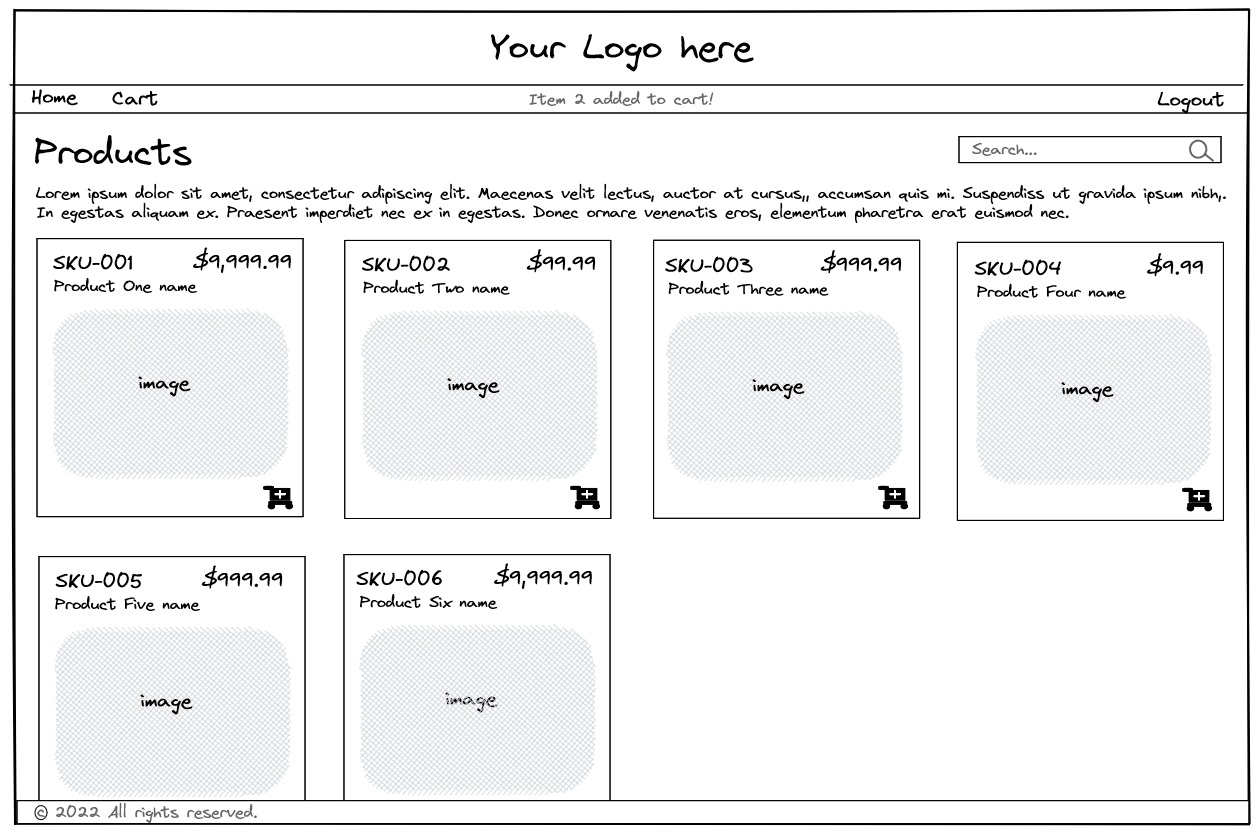 Your Logo here
Home Cart Item 2 added to cart! Logout
Products
Search...
Lorem ipsum dolor sit amet, consectetur adipiscing elit. Maecenas velit lectus, auctor at cursus,, accumsan quis mi. Suspendiss ut gravida ipsum nibh,.
In egestas aliquam ex. Praesent imperdiet nec ex in egestas. Donec ornare venenatis eros, elementum pharetra erat euismod nec.
SKU-001 $9,999.99
Product One name
image
SKU-002 $99.99
Product Two name
image
SKU-003 $999.99
Product Three name
image
SKU-004 $9.99
Product Four name
image
SKU-005 $999.99
Product Five name
image
SKU-006 $9,999.99
Product Six name
image
© 2022 All rights reserved.